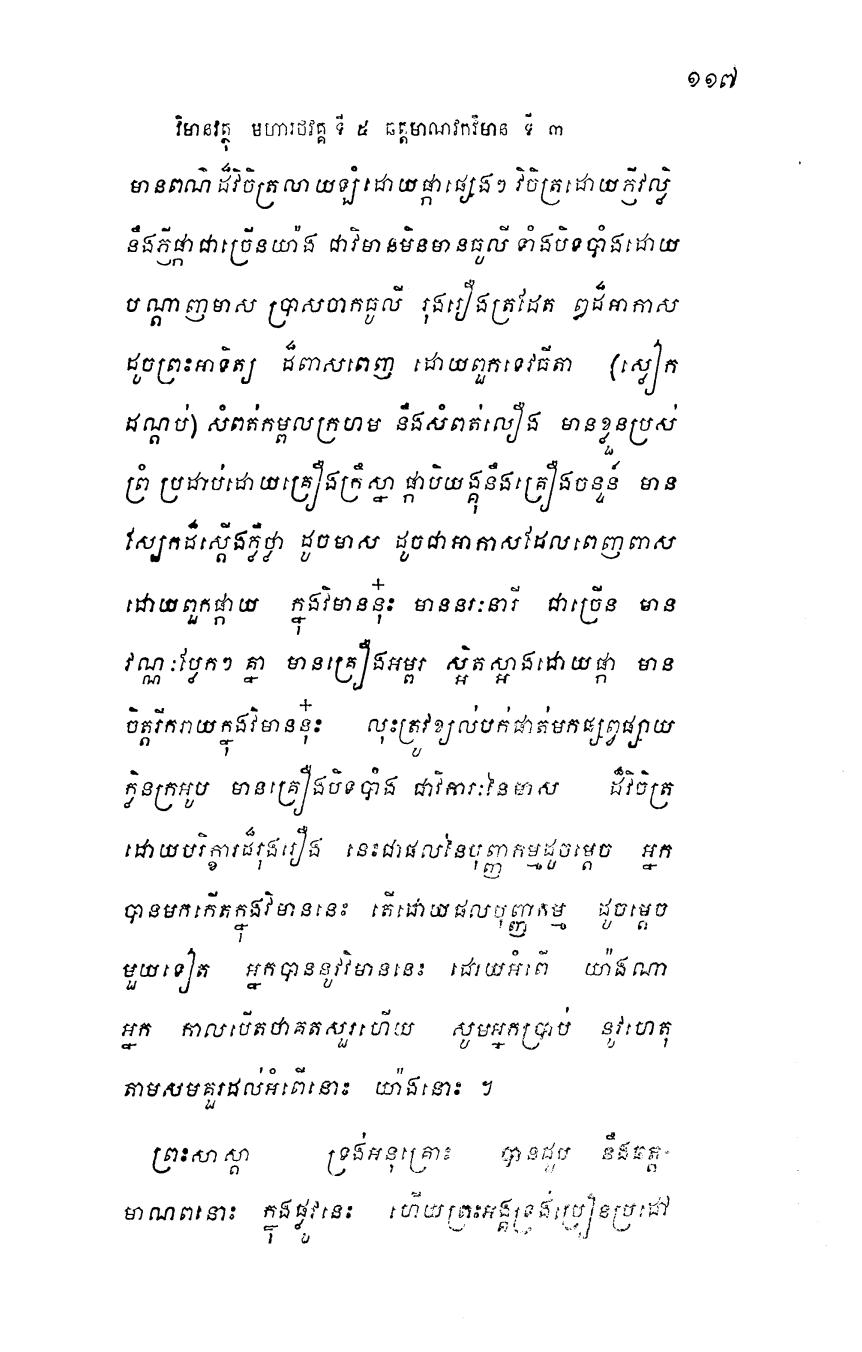 ១១៧
វិមានវត្ថុ មហារថវគ្គ ទី ៥ ឆត្តមាណវកវិមាន ទី ៣
មានពណ៌ដ៏វិចិត្រលាយឡំដោយផ្កាផ្សេងៗ វិចិត្រដោយភ្ញីវល្លិ
នឹងភ្ញីផ្កាជាច្រើនយ៉ាង ជាវិមានមិនមានធូលី ទាំងបិទបាំងដោយ
បណ្តាញមាស ប្រាសចាកធូលី រុងរឿងត្រដែត ឰដ៏អាកាស
ដូចព្រះអាទិត្យ ដ៏ពាសពេញ ដោយពួកទេវធីតា (ស្លៀក
ដណ្តប់) សំពត់កម្ពលក្រហម នឹងសំពត់លឿង មានខ្លួនប្រស់
ព្រំ ប្រដាប់ដោយគ្រឿងក្រឹស្នា ផ្កាបិយង្គុនឹងគ្រឿងចន្ទន៍ មាន
ស្បែកដ៏ស្តើងភ្លឺថ្លា ដូចមាស ដូចជាអាកាសដែលពេញពាស
ដោយពួកផ្កាយ ក្នុងវិមាននុ៎ះ មាននរៈនារី ជាច្រើន មាន
វណ្ណៈប្លែកៗ គ្នា មានគ្រឿងអម្ពរ ស្អិតស្អាងដោយផ្កា មាន
ចិត្តរីករាយក្នុងវិមាននុ៎ះ លុះត្រូវខ្យល់បក់ផាត់មកផ្សព្វផ្សាយ
ក្លិនក្រអូប មានគ្រឿងបិទបាំង ជាវិការៈនៃមាស ដ៏វិចិត្រ
ដោយបរិក្ខារដ៏រុងរឿង នេះជាផលនៃបុញ្ញកម្មដូចម្តេច អ្នក
បានមកកើតក្នុងវិមាននេះ តើដោយផលបុញ្ញកម្ម ដូចម្តេច
មួយទៀត អ្នកបាននូវវិមាននេះ ដោយអំពើ យ៉ាងណា
អ្នក កាលបើតថាគតសួរហើយ សូមអ្នកប្រាប់ នូវហេតុ
តាមសមគួរដល់អំពើនោះ យ៉ាងនោះ ។
ព្រះសាស្តា ទ្រង់អនុគ្រោះ បានជួប នឹងឆត្ត-
មាណពនោះ ក្នុងផ្លូវនេះ ហើយព្រះអង្គទ្រង់ប្រៀនប្រដៅ